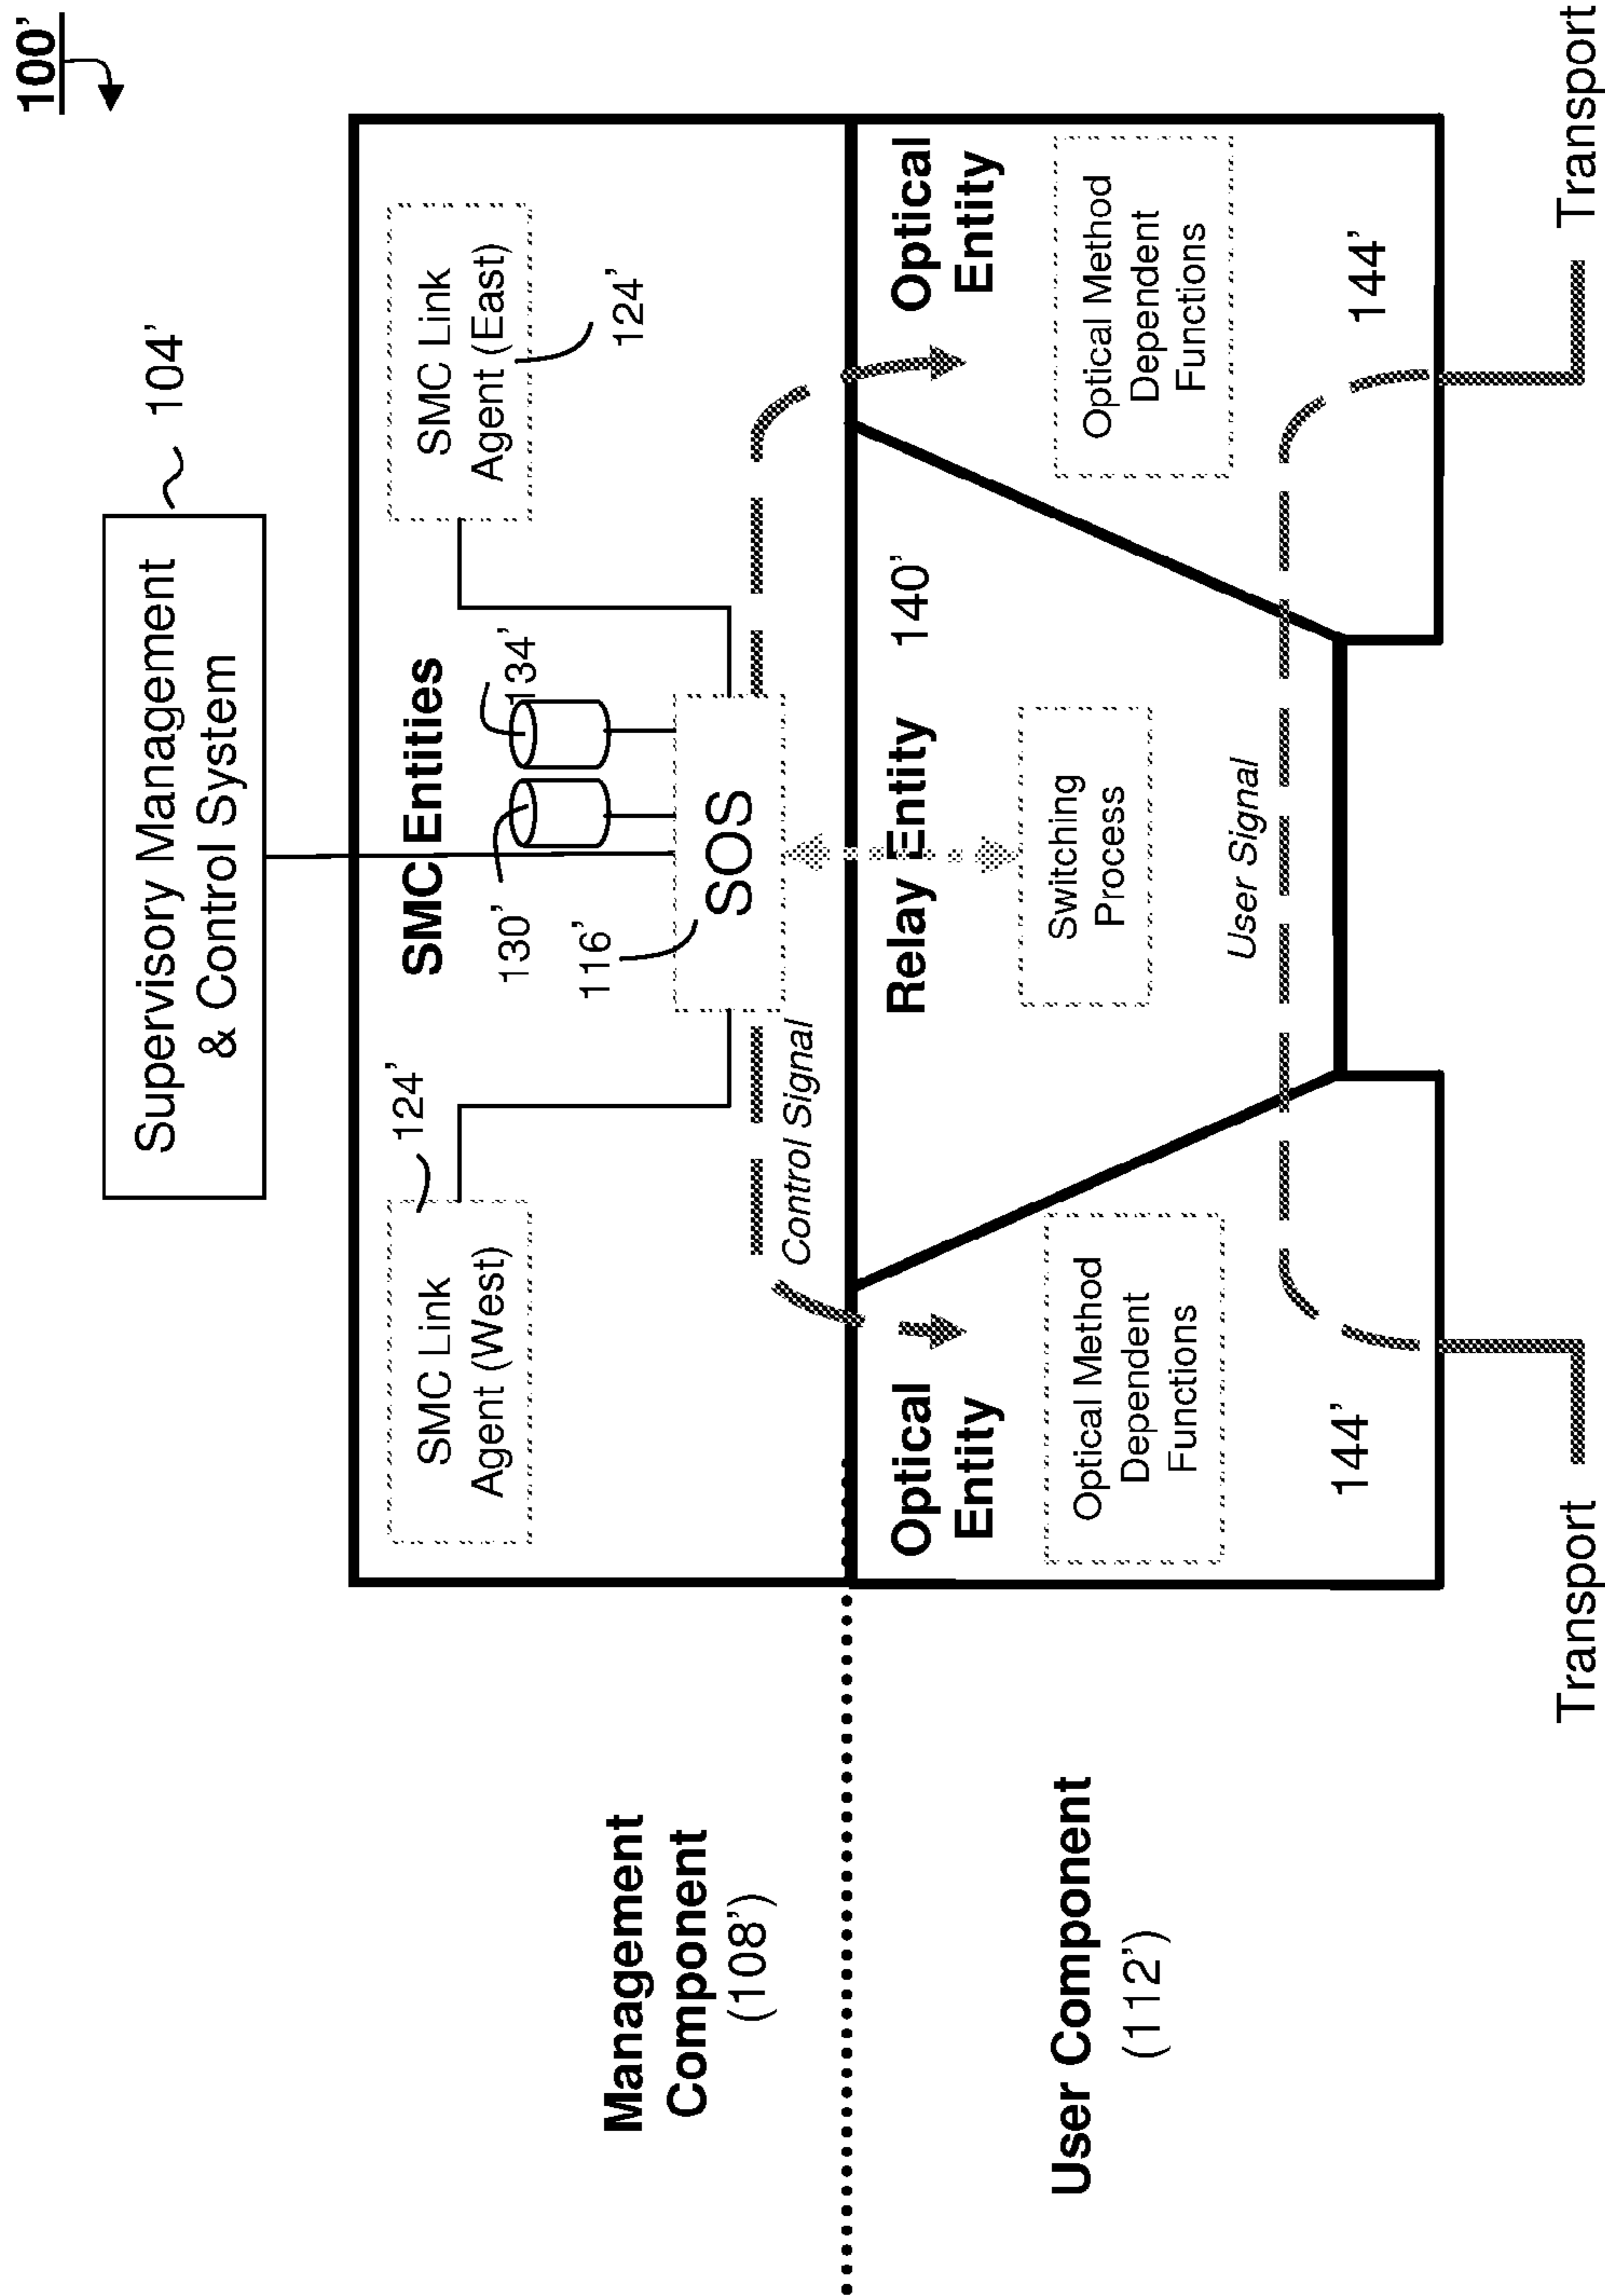 100'
Supervisory Management
& Control System
104'
SMC Link
Agent (West)
124'
SMC Entities
130'
134'
116'
SOS
SMC Link
Agent (East)
124'
Control Signal
Management
Component
(108')
User Component
(112')
Optical
Entity
Optical Method
Dependent
Functions
144'
Relay Entity
140'
Switching
Process
User Signal
Optical
Entity
Optical Method
Dependent
Functions
144'
Transport
Transport